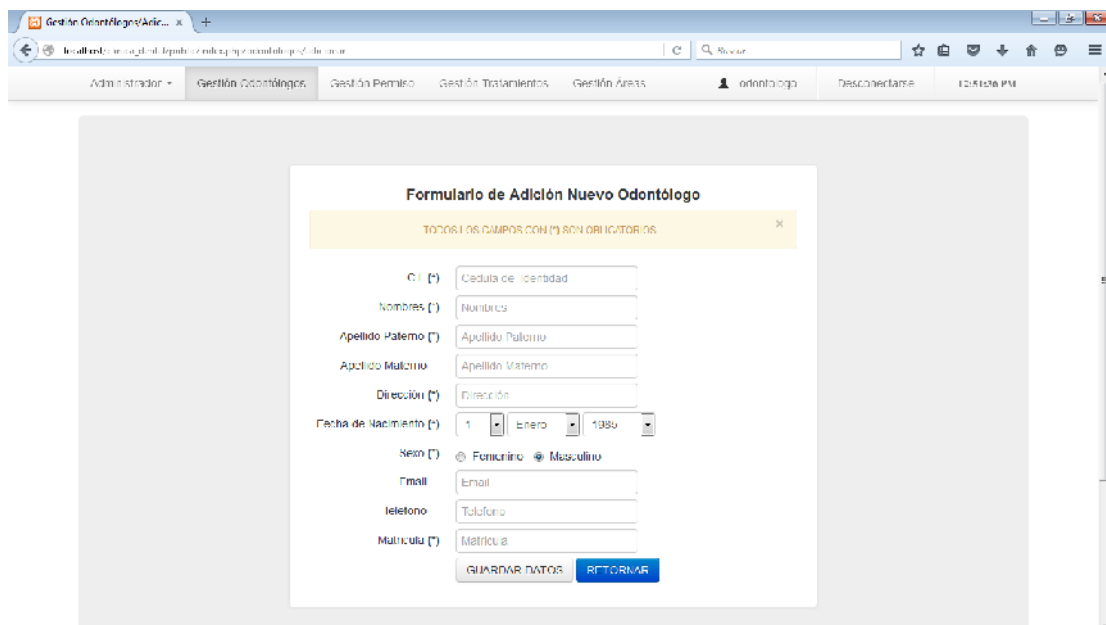 Gestión Odontólogos/Adic...
Administrador
Gestión Odontólogos
Gestión Permiso
Gestión Tratamientos
Gestión Áreas
odontologo
Desconectarse
Formulario de Adición Nuevo Odontólogo
TODOS LOS CAMPOS CON (*) SON OBLIGATORIOS
C.I. (*) Cedula de Identidad
Nombres (*) Nombres
Apellido Paterno (*) Apellido Paterno
Apellido Materno Apellido Materno
Dirección (*) Dirección
Fecha de Nacimiento (*) 1 Enero 1985
Sexo (*) Femenino Masculino
Email Email
Telefono Telefono
Matricula (*) Matricula
GUARDAR DATOS RETORNAR